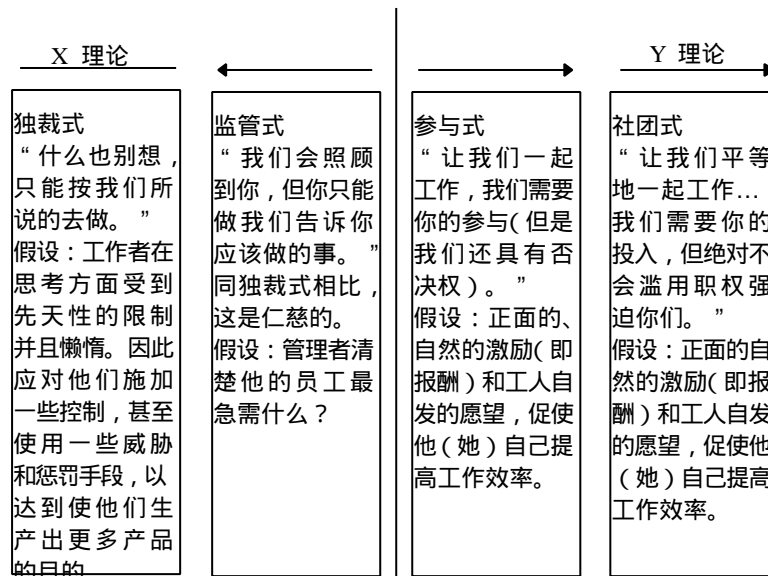 X 理论
Y 理论
独裁式
“什么也别想，
只能按我们所
说的去做。”
假设：工作者在
思考方面受到
先天性的限制
并且懒惰。因此
应对他们施加
一些控制，甚至
使用一些威胁
和惩罚手段，以
达到使他们生
产出更多产品
的目的
监管式
“我们会照顾
到你，但你只能
做我们告诉你
应该做的事。”
同独裁式相比，
这是仁慈的。
假设：管理者清
楚他的员工最
急需什么？
参与式
“让我们一起
工作，我们需要
你的参与（但是
我们还具有否
决权）。”
假设：正面的、
自然的激励（即
报酬）和工人自
发的愿望，促使
他（她）自己提
高工作效率。
社团式
“让我们平等
地一起工作…
我们需要你的
投入，但绝对不
会滥用职权强
迫你们。”
假设：正面的自
然的激励（即报
酬）和工人自发
的愿望，促使他
（她）自己提高
工作效率。